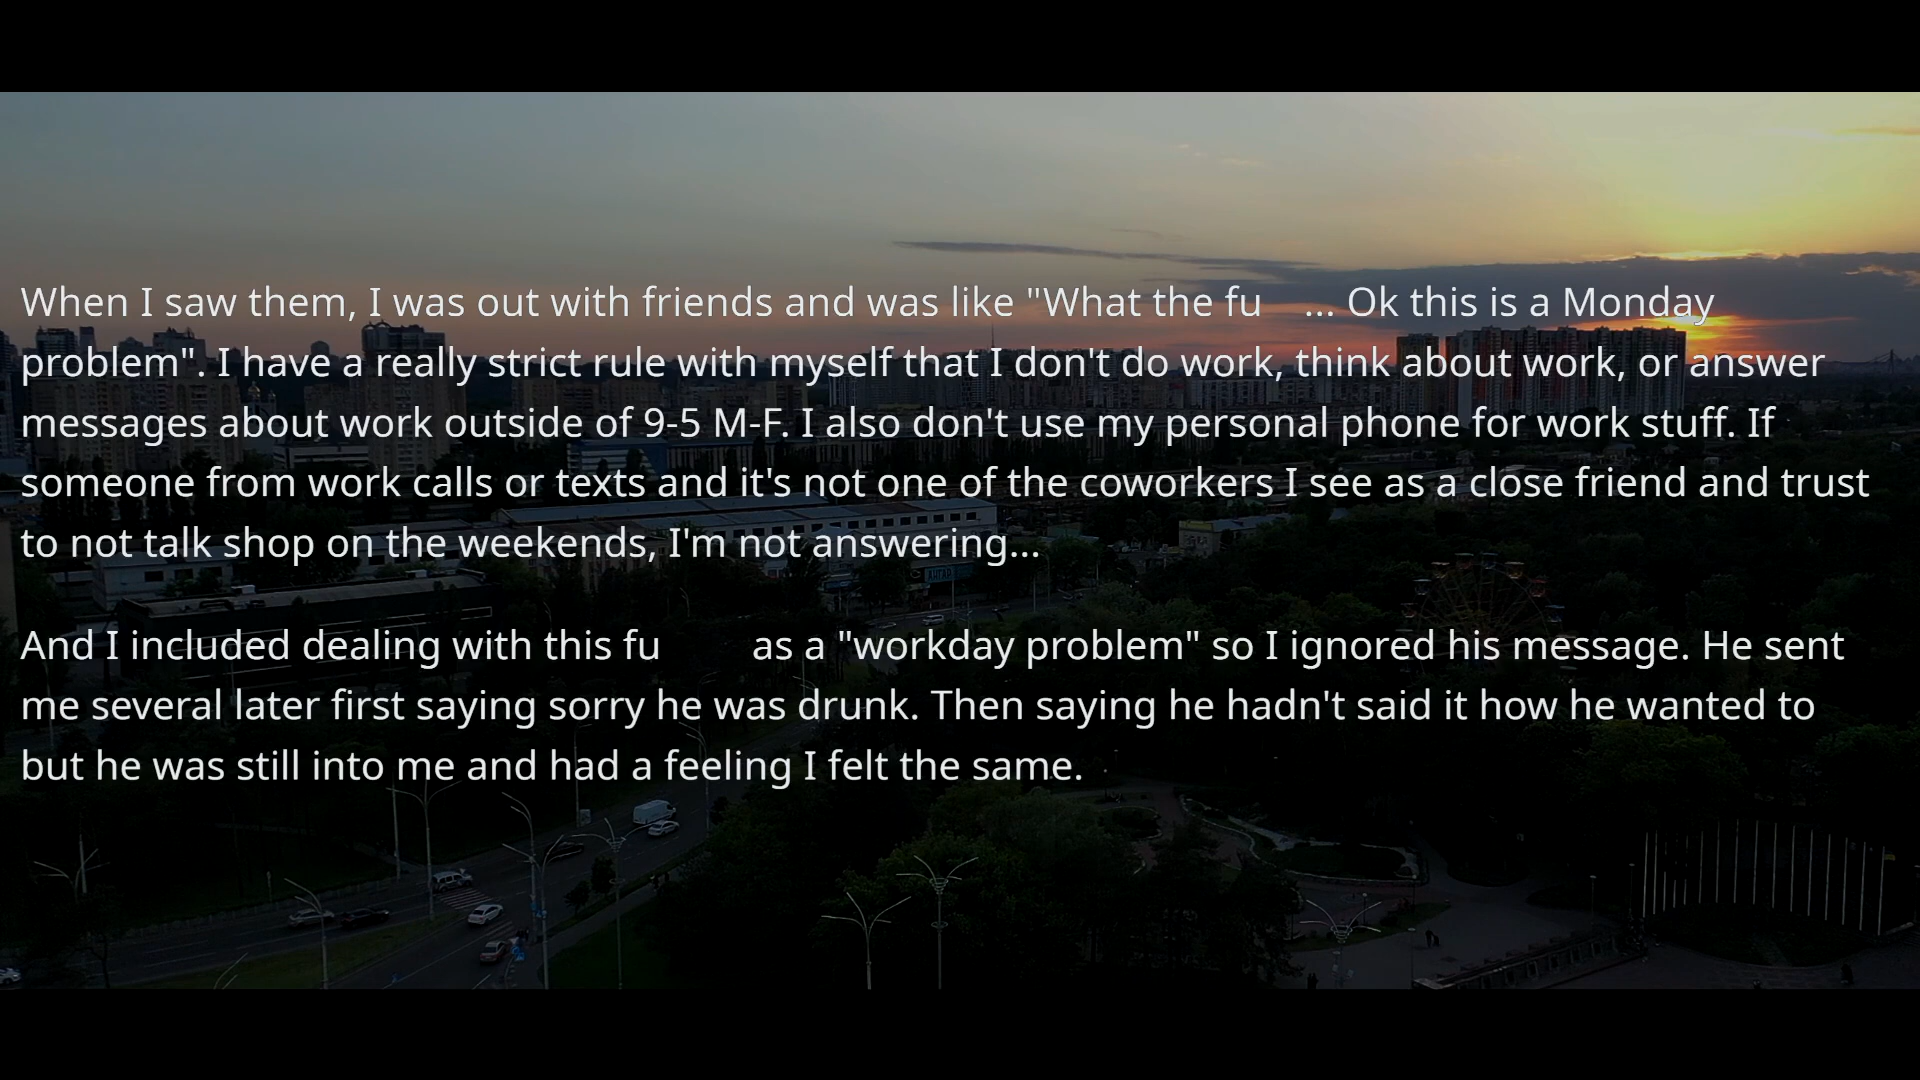 When I saw them, I was out with friends and was like "What the fu ... Ok this is a Monday
problem". I have a really strict rule with myself that I don't do work, think about work, or answer
messages about work outside of 9-5 M-F. I also don't use my personal phone for work stuff. If
someone from work calls or texts and it's not one of the coworkers I see as a close friend and trust
to not talk shop on the weekends, I'm not answering...
And I included dealing with this fu as a "workday problem" so I ignored his message. He sent
me several later first saying sorry he was drunk. Then saying he hadn't said it how he wanted to
but he was still into me and had a feeling I felt the same.